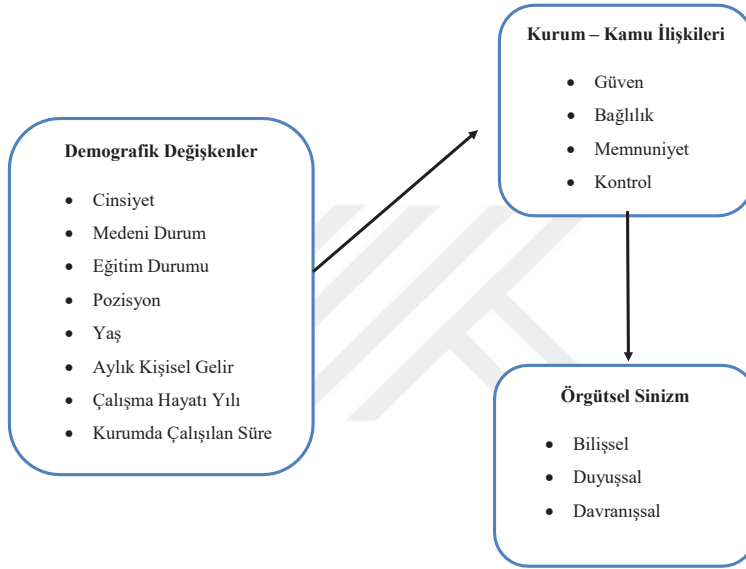 Kurum – Kamu İlişkileri
• Güven
• Bağlılık
• Memnuniyet
• Kontrol
Demografik Değişkenler
• Cinsiyet
• Medeni Durum
• Eğitim Durumu
• Pozisyon
• Yaş
• Aylık Kişisel Gelir
• Çalışma Hayatı Yılı
• Kurumda Çalışılan Süre
Örgütsel Sinizm
• Bilişsel
• Duyuşsal
• Davranışsal